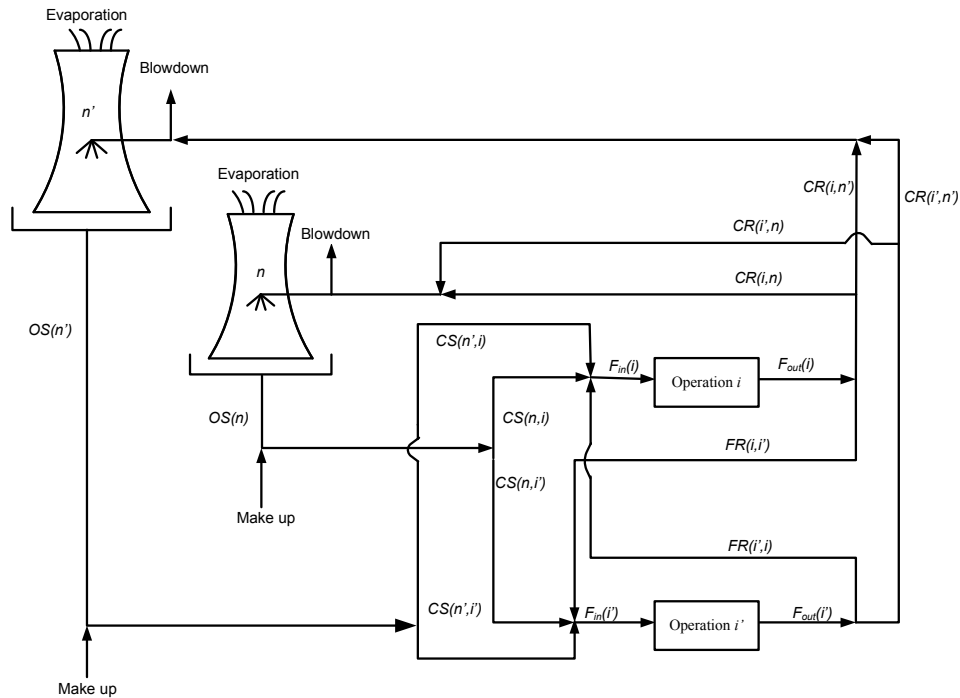 Evaporation
Blowdown
n’
Evaporation
Blowdown
n
CR(i,n’)
CR(i’,n’)
CR(i’,n)
CR(i,n)
OS(n’)
CS(n’,i)
Fin(i)
Operation i
Fout(i)
OS(n)
CS(n,i)
FR(i,i’)
CS(n,i’)
Make up
FR(i’,i)
CS(n’,i’)
Fin(i’)
Operation i’
Fout(i’)
Make up